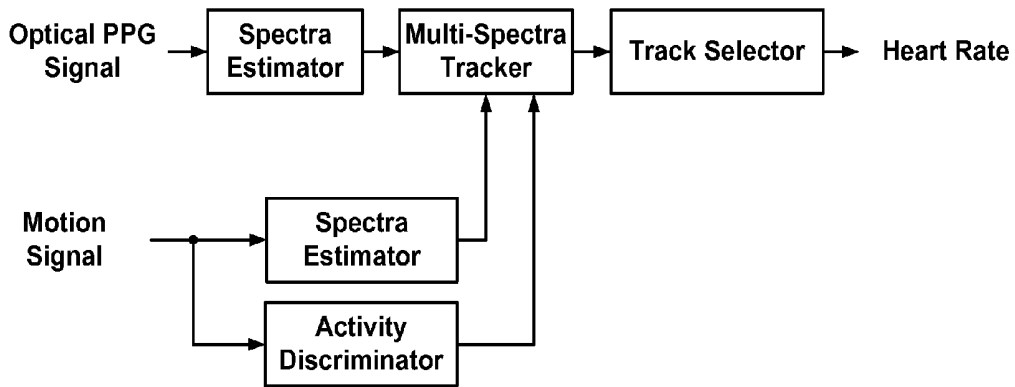 Optical PPG
Signal
Spectra
Estimator
Multi-Spectra
Tracker
Track Selector
Heart Rate
Motion
Signal
Spectra
Estimator
Activity
Discriminator